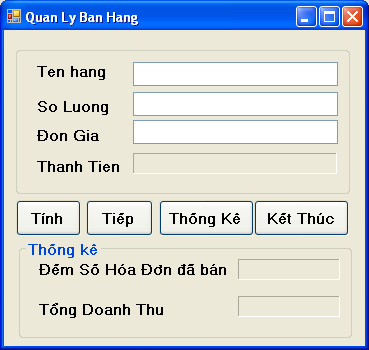 Quan Ly Ban Hang
Ten hang
So Luong
Đon Gia
Thanh Tien
Tính
Tiếp
Thống Kê
Kết Thúc
Thống kê
Đếm Số Hóa Đơn đã bán
Tổng Doanh Thu